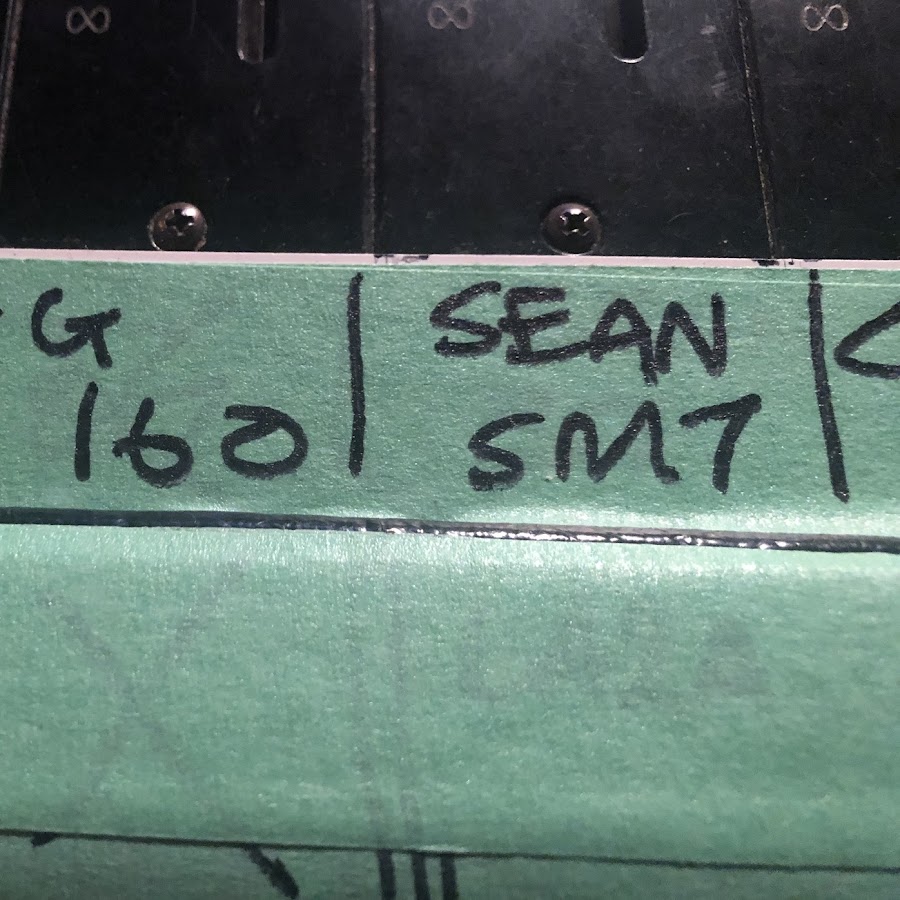 ∞ ∞ ∞
G SEAN
160 SM7